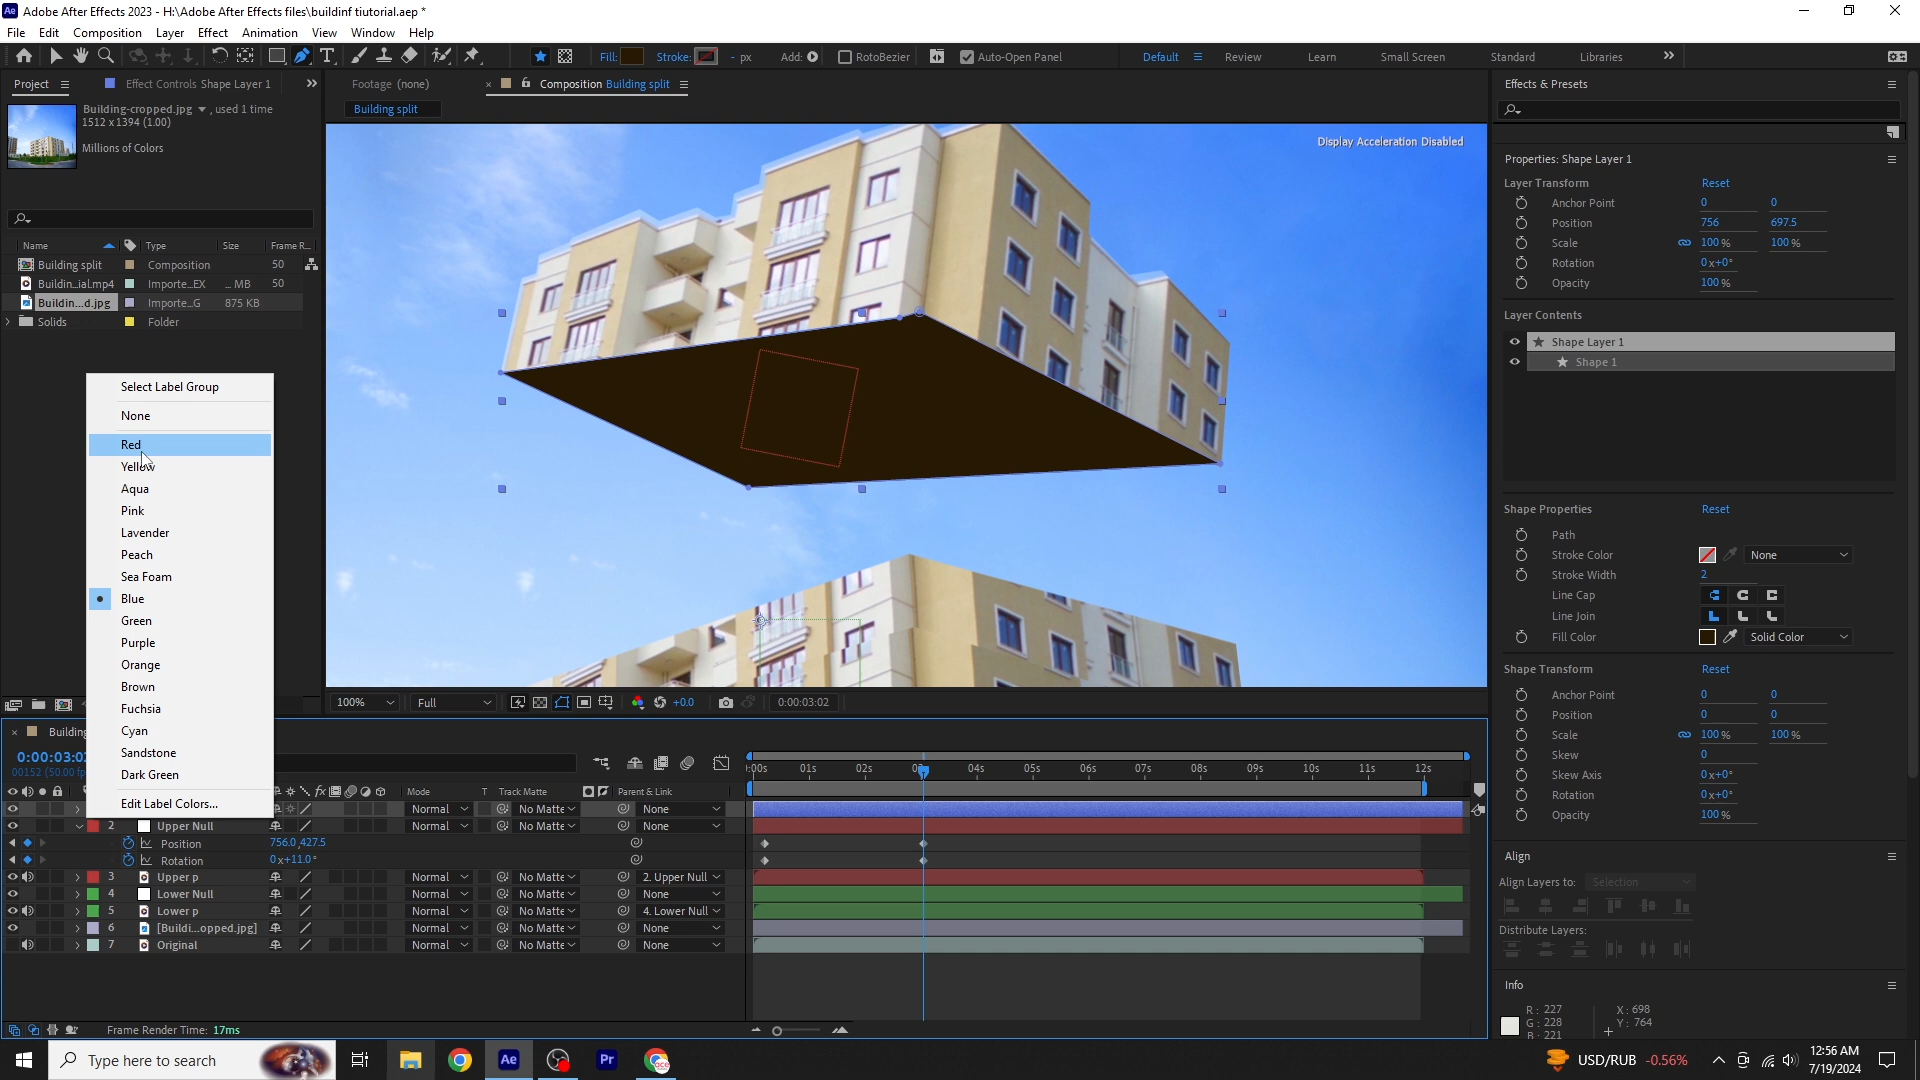 Adobe After Effects 2023 - H:\Adobe After Effects files\buildinf tiutorial.aep *
File Edit Composition Layer Effect Animation View Window Help
Fill: Stroke: - px Add: RotoBezier Auto-Open Panel Default Review Learn Small Screen Standard Libraries
Project Effect Controls Shape Layer 1
Footage (none) Composition Building split
Building split
Building-cropped.jpg , used 1 time
1512 x 1394 (1.00)
Millions of Colors
Name Type Size Frame R...
Building split Composition 50
Buildin...ial.mp4 Importe...EX ... MB 50
Buildin...d.jpg Importe...G 875 KB
Solids Folder
Display Acceleration Disabled
Select Label Group
None
Red
Yellow
Aqua
Pink
Lavender
Peach
Sea Foam
Blue
Green
Purple
Orange
Brown
Fuchsia
Cyan
Sandstone
Dark Green
Edit Label Colors...
100% Full +0.0 0:00:03:02
Effects & Presets
Properties: Shape Layer 1
Layer Transform Reset
Anchor Point 0 0
Position 756 697.5
Scale 100 % 100 %
Rotation 0x+0°
Opacity 100 %
Layer Contents
Shape Layer 1
Shape 1
Shape Properties Reset
Path
Stroke Color None
Stroke Width 2
Line Cap
Line Join
Fill Color Solid Color
Shape Transform Reset
Anchor Point 0 0
Position 0 0
Scale 100 % 100 %
Skew 0
Skew Axis 0x+0°
Rotation 0x+0°
Opacity 100 %
Align
Align Layers to: Selection
Distribute Layers:
Info
R: 227
G: 228
B: 221
X: 698
Y: 764
Building
0:00:03:0
00152 (50.00 fp
:00s 01s 02s 03s 04s 05s 06s 07s 08s 09s 10s 11s 12s
Mode T Track Matte Parent & Link
Normal No Matte None
2 Upper Null Normal No Matte None
Position 756.0,427.5
Rotation 0x+11.0°
3 Upper p Normal No Matte 2. Upper Null
4 Lower Null Normal No Matte None
5 Lower p Normal No Matte 4. Lower Null
6 [Buildi...opped.jpg] Normal No Matte None
7 Original Normal No Matte None
Frame Render Time: 17ms
Type here to search
Ae Pr
USD/RUB -0.56%
12:56 AM
7/19/2024